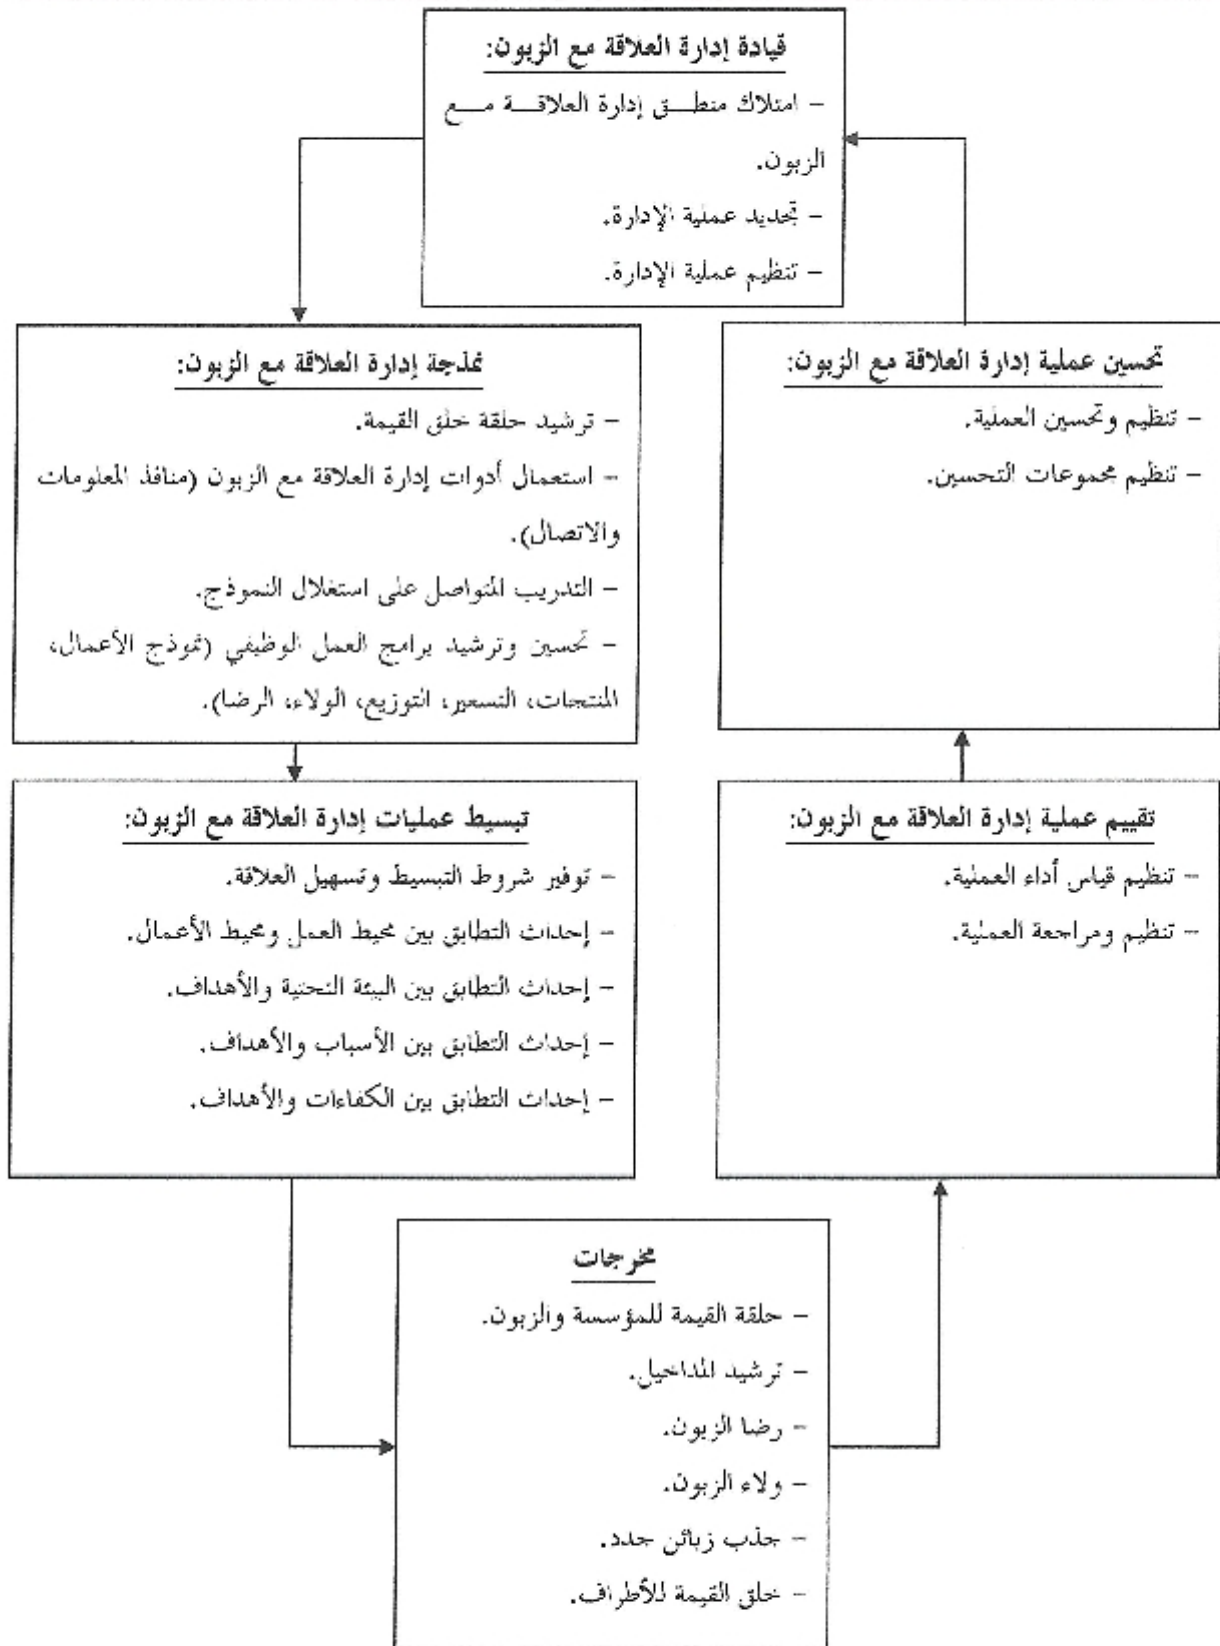 قيادة إدارة العلاقة مع الزبون:
- امتلاك منطق إدارة العلاقة مع
الزبون.
- تحديد عملية الإدارة.
- تنظيم عملية الإدارة.
نمذجة إدارة العلاقة مع الزبون:
- ترشيد حلقة خلق القيمة.
- استعمال أدوات إدارة العلاقة مع الزبون (منافذ المعلومات
والاتصال).
- التدريب المتواصل على استغلال النموذج.
- تحسين وترشيد برامج العمل الوظيفي (نموذج الأعمال،
المنتجات، التسعير، التوزيع، الولاء، الرضا).
تبسيط عمليات إدارة العلاقة مع الزبون:
- توفير شروط التبسيط وتسهيل العلاقة.
- إحداث التطابق بين محيط العمل ومحيط الأعمال.
- إحداث التطابق بين البيئة التحتية والأهداف.
- إحداث التطابق بين الأسباب والأهداف.
- إحداث التطابق بين الكفاءات والأهداف.
مخرجات
- حلقة القيمة للمؤسسة والزبون.
- ترشيد المداخيل.
- رضا الزبون.
- ولاء الزبون.
- جذب زبائن جدد.
- خلق القيمة للأطراف.
تقييم عملية إدارة العلاقة مع الزبون:
- تنظيم قياس أداء العملية.
- تنظيم ومراجعة العملية.
تحسين عملية إدارة العلاقة مع الزبون:
- تنظيم وتحسين العملية.
- تنظيم مجموعات التحسين.